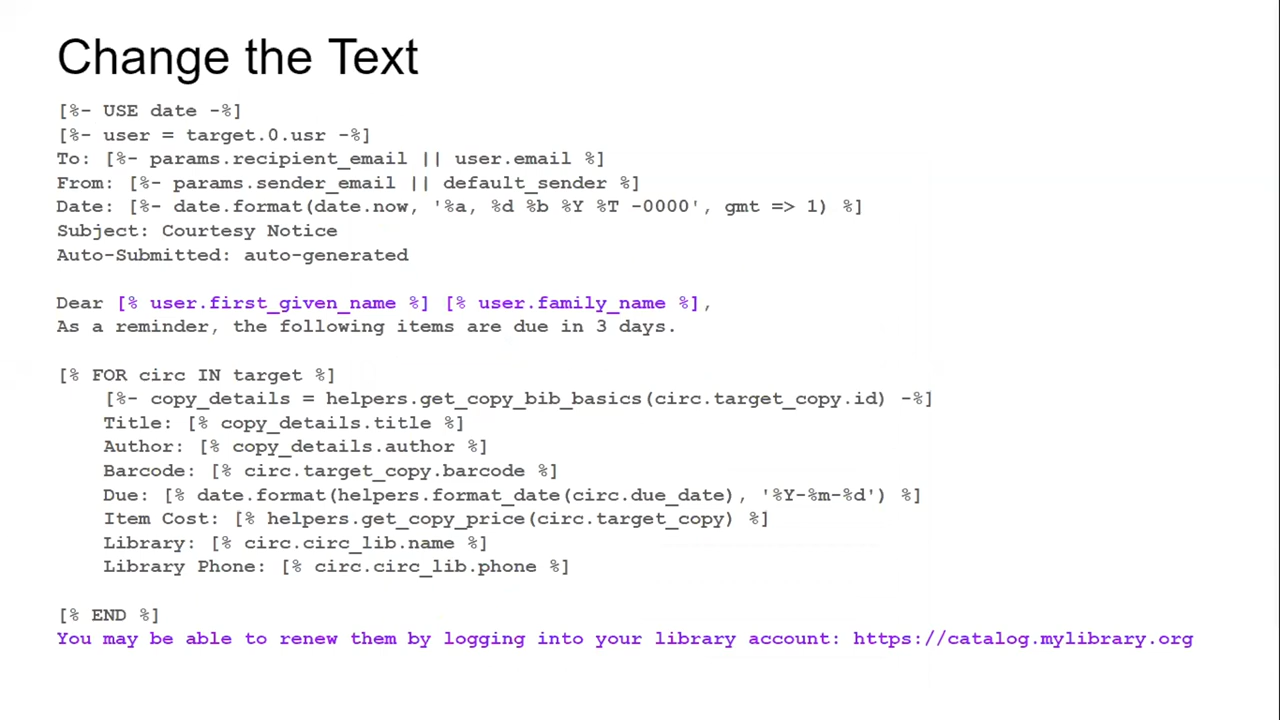 Change the Text
[%- USE date -%]
[%- user = target.0.usr -%]
To: [%- params.recipient_email || user.email %]
From: [%- params.sender_email || default_sender %]
Date: [%- date.format(date.now, '%a, %d %b %Y %T -0000', gmt => 1) %]
Subject: Courtesy Notice
Auto-Submitted: auto-generated
Dear [% user.first_given_name %] [% user.family_name %],
As a reminder, the following items are due in 3 days.
[% FOR circ IN target %]
[%- copy_details = helpers.get_copy_bib_basics(circ.target_copy.id) -%]
Title: [% copy_details.title %]
Author: [% copy_details.author %]
Barcode: [% circ.target_copy.barcode %]
Due: [% date.format(helpers.format_date(circ.due_date), '%Y-%m-%d') %]
Item Cost: [% helpers.get_copy_price(circ.target_copy) %]
Library: [% circ.circ_lib.name %]
Library Phone: [% circ.circ_lib.phone %]
[% END %]
You may be able to renew them by logging into your library account: https://catalog.mylibrary.org